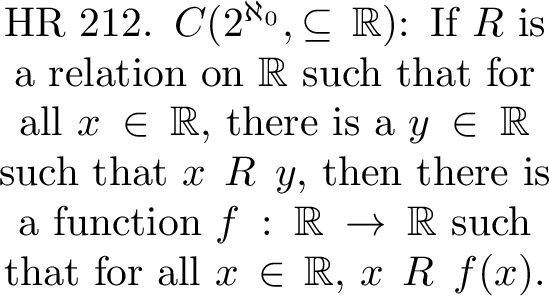 HR 212. C(2^{ℵ_0}, ⊆ ℝ): If R is
a relation on ℝ such that for
all x ∈ ℝ, there is a y ∈ ℝ
such that x R y, then there is
a function f : ℝ → ℝ such
that for all x ∈ ℝ, x R f(x).